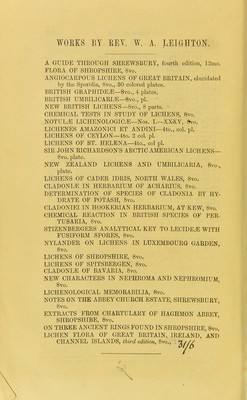 WORKS BY REV. W. A. LEIGHTON.
A GUIDE THROUGH SHREWSBURY, fourth edition, 12mo.
FLORA OF SHROPSHIRE, 8vo.
ANGIOCARPOUS LICHENS OF GREAT BRITAIN, elucidated
by the Sporidia, 8vo., 30 colored plates.
BRITISH GRAPHIDEÆ—8vo., 4 plates.
BRITISH UMBILICARIÆ—8vo., pl.
NEW BRITISH LICHENS—8vo., 8 parts.
CHEMICAL TESTS IN STUDY OF LICHENS, 8vo.
NOTULÆ LICHENOLOGICÆ—Nos. I.—XXXV, 8vo.
LICHENES AMAZONICI ET ANDINI—4to., col. pl.
LICHENS OF CEYLON—4to. 2 col. pl.
LICHENS OF ST. HELENA—4to., col pl.
SIR JOHN RICHARDSON'S ARCTIC AMERICAN LICHENS—
8vo. plate.
NEW ZEALAND LICHENS AND UMBILICARIA, 8vo.,
plate.
LICHENS OF CADER IDRIS, NORTH WALES, 8vo.
CLADONIÆ IN HERBARIUM OF ACHARIUS, 8vo.
DETERMINATION OF SPECIES OF CLADONIA BY HY-
DRATE OF POTASH, 8vo.
CLADONIEI IN HOOKERIAN HERBARIUM, AT KEW, 8vo.
CHEMICAL REACTION IN BRITISH SPECIES OF PER-
TUSARIA, 8vo.
STIZENBERGERS ANALYTICAL KEY TO LECIDEÆ WITH
FUSIFORM SPORES, 8vo.
NYLANDER ON LICHENS IN LUXEMBOURG GARDEN,
8vo.
LICHENS OF SHROPSHIRE, 8vo.
LICHENS OF SPITSBERGEN, 8vo.
CLADONIÆ OF BAVARIA, 8vo.
NEW CHARACTERS IN NEPHROMA AND NEPHROMIUM,
8vo.
LICHENOLOGICAL MEMORABILIA, 8vo.
NOTES ON THE ABBEY CHURCH ESTATE, SHREWSBURY,
8vo.
EXTRACTS FROM CHARTULARY OF HAGHMON ABBEY,
SHROPSHIRE, 8vo.
ON THREE ANCIENT RINGS FOUND IN SHROPSHIRE, 8vo.
LICHEN FLORA OF GREAT BRITAIN, IRELAND, AND
CHANNEL ISLANDS, third edition, 8vo., 31/6